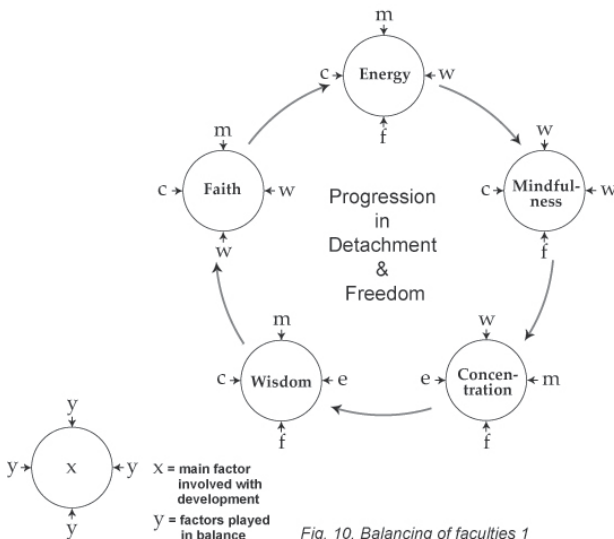 m
c
Energy
w
f
m
c
Faith
w
w
w
c
Mindful-
ness
w
f
Progression
in
Detachment
&
Freedom
m
c
Wisdom
e
f
w
e
Concen-
tration
m
f
y
y
x
y
y
x = main factor
involved with
development
y = factors played
in balance
Fig. 10. Balancing of faculties 1